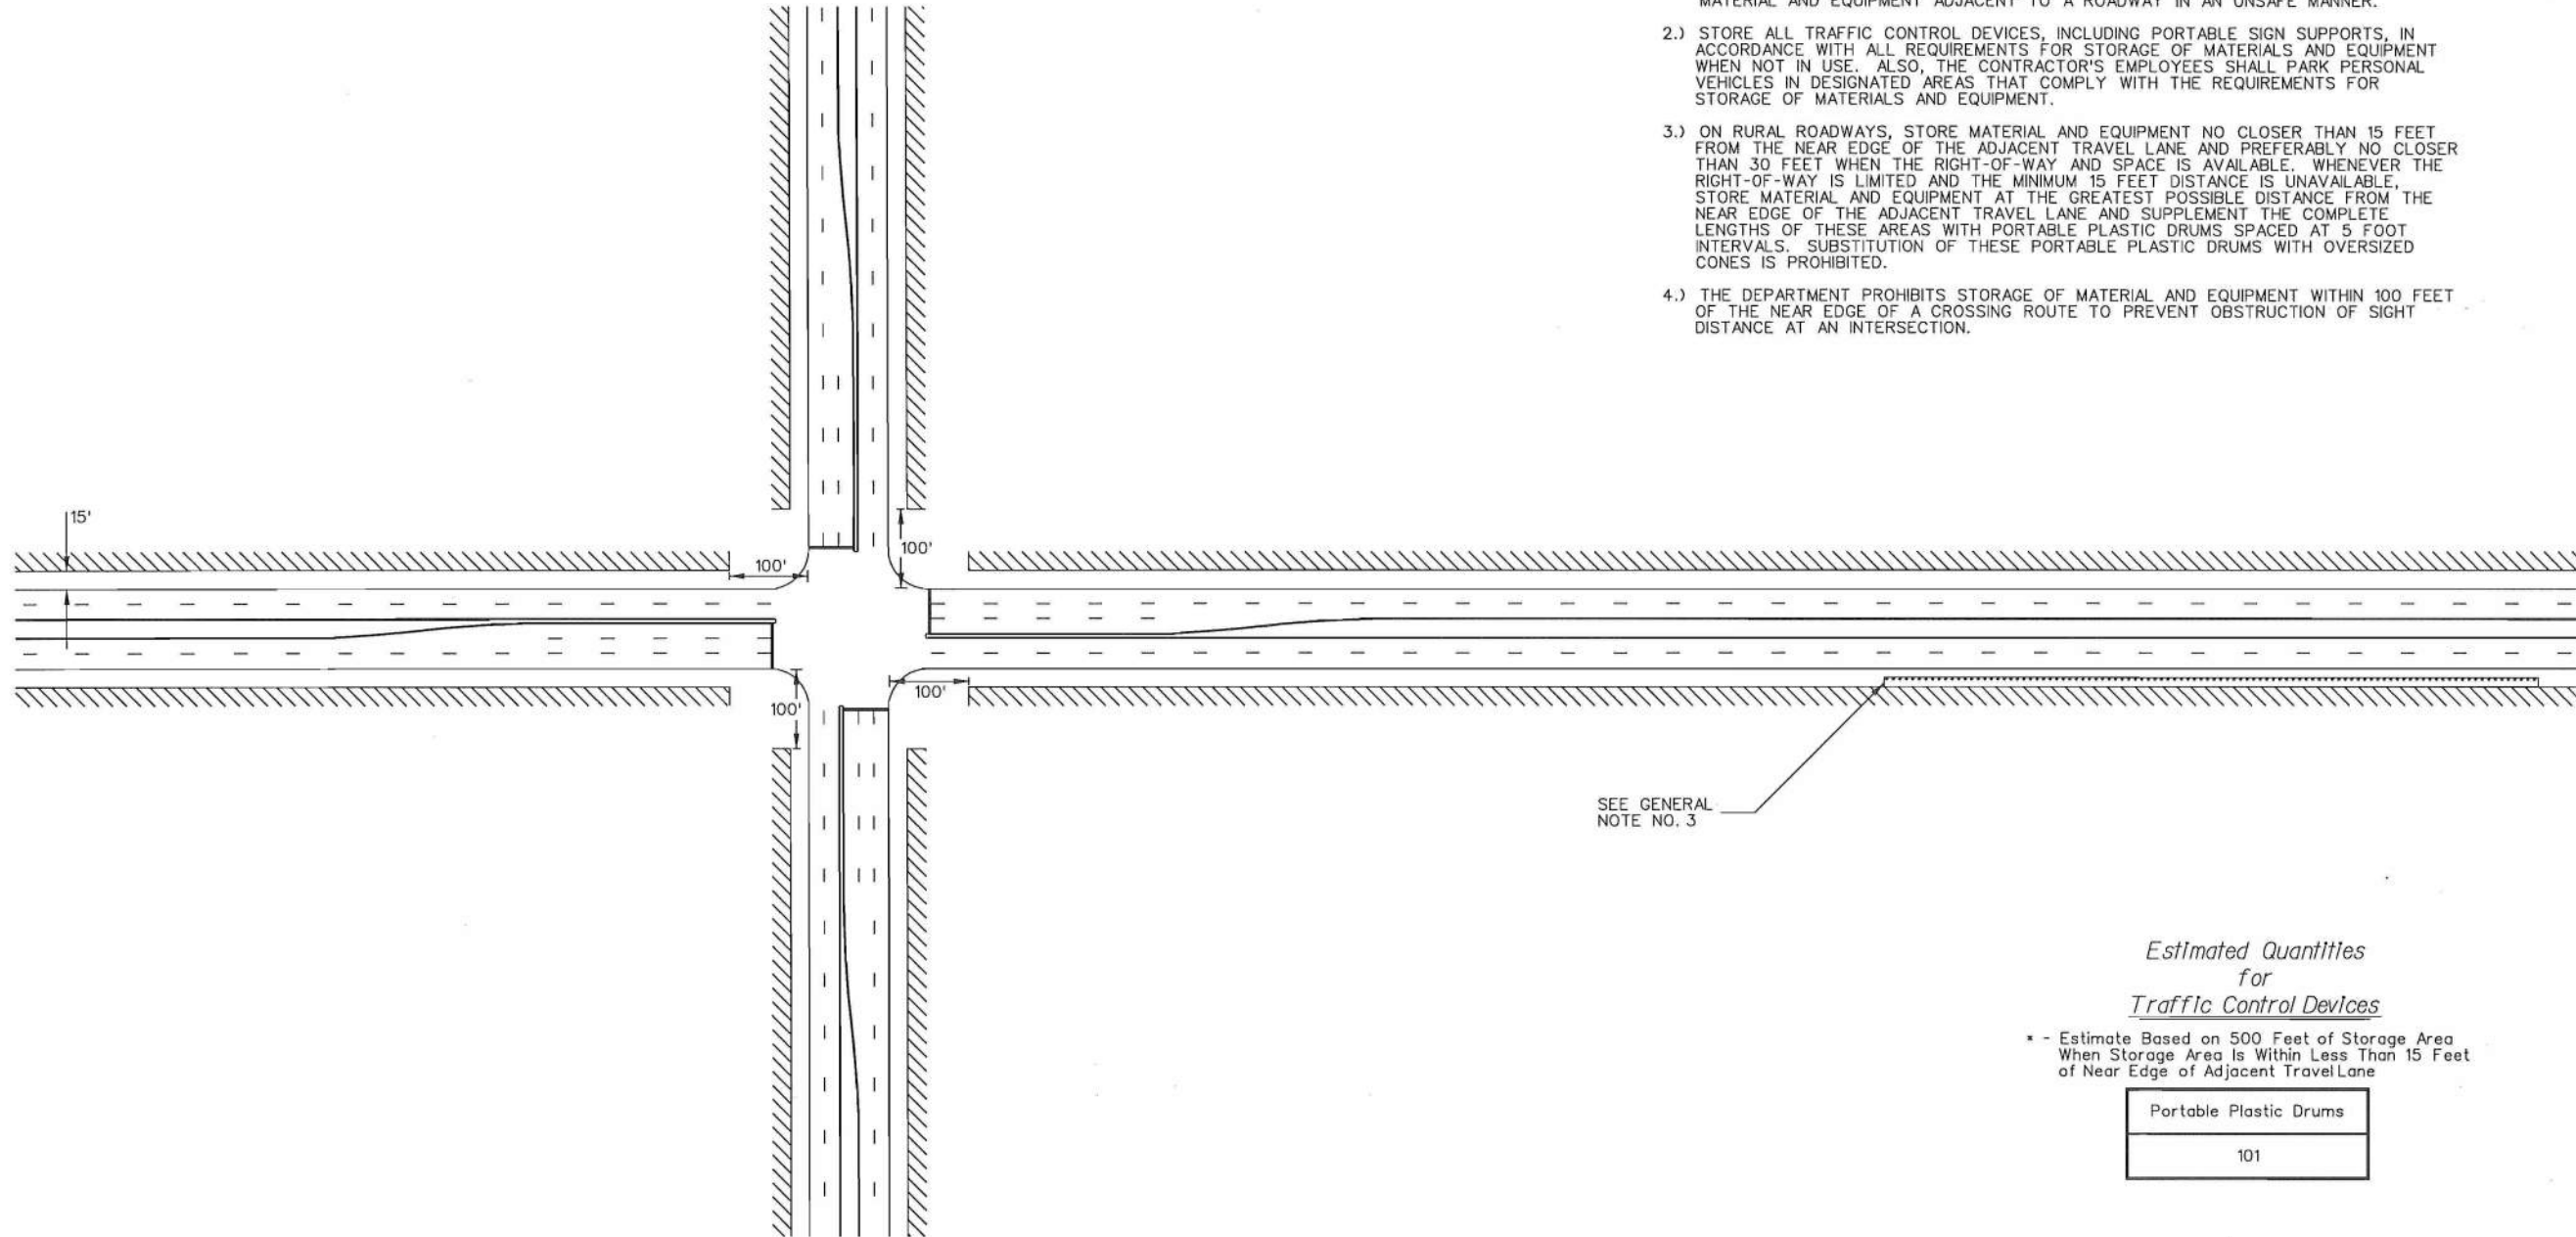 MATERIAL AND EQUIPMENT ADJACENT TO A ROADWAY IN AN UNSAFE MANNER.
2.) STORE ALL TRAFFIC CONTROL DEVICES, INCLUDING PORTABLE SIGN SUPPORTS, IN
ACCORDANCE WITH ALL REQUIREMENTS FOR STORAGE OF MATERIALS AND EQUIPMENT
WHEN NOT IN USE. ALSO, THE CONTRACTOR'S EMPLOYEES SHALL PARK PERSONAL
VEHICLES IN DESIGNATED AREAS THAT COMPLY WITH THE REQUIREMENTS FOR
STORAGE OF MATERIALS AND EQUIPMENT.
3.) ON RURAL ROADWAYS, STORE MATERIAL AND EQUIPMENT NO CLOSER THAN 15 FEET
FROM THE NEAR EDGE OF THE ADJACENT TRAVEL LANE AND PREFERABLY NO CLOSER
THAN 30 FEET WHEN THE RIGHT-OF-WAY AND SPACE IS AVAILABLE. WHENEVER THE
RIGHT-OF-WAY IS LIMITED AND THE MINIMUM 15 FEET DISTANCE IS UNAVAILABLE,
STORE MATERIAL AND EQUIPMENT AT THE GREATEST POSSIBLE DISTANCE FROM THE
NEAR EDGE OF THE ADJACENT TRAVEL LANE AND SUPPLEMENT THE COMPLETE
LENGTHS OF THESE AREAS WITH PORTABLE PLASTIC DRUMS SPACED AT 5 FOOT
INTERVALS. SUBSTITUTION OF THESE PORTABLE PLASTIC DRUMS WITH OVERSIZED
CONES IS PROHIBITED.
4.) THE DEPARTMENT PROHIBITS STORAGE OF MATERIAL AND EQUIPMENT WITHIN 100 FEET
OF THE NEAR EDGE OF A CROSSING ROUTE TO PREVENT OBSTRUCTION OF SIGHT
DISTANCE AT AN INTERSECTION.
15'
100'
100'
100'
100'
SEE GENERAL
NOTE NO. 3
Estimated Quantities
for
Traffic Control Devices
* - Estimate Based on 500 Feet of Storage Area
When Storage Area Is Within Less Than 15 Feet
of Near Edge of Adjacent Travel Lane
Portable Plastic Drums
101